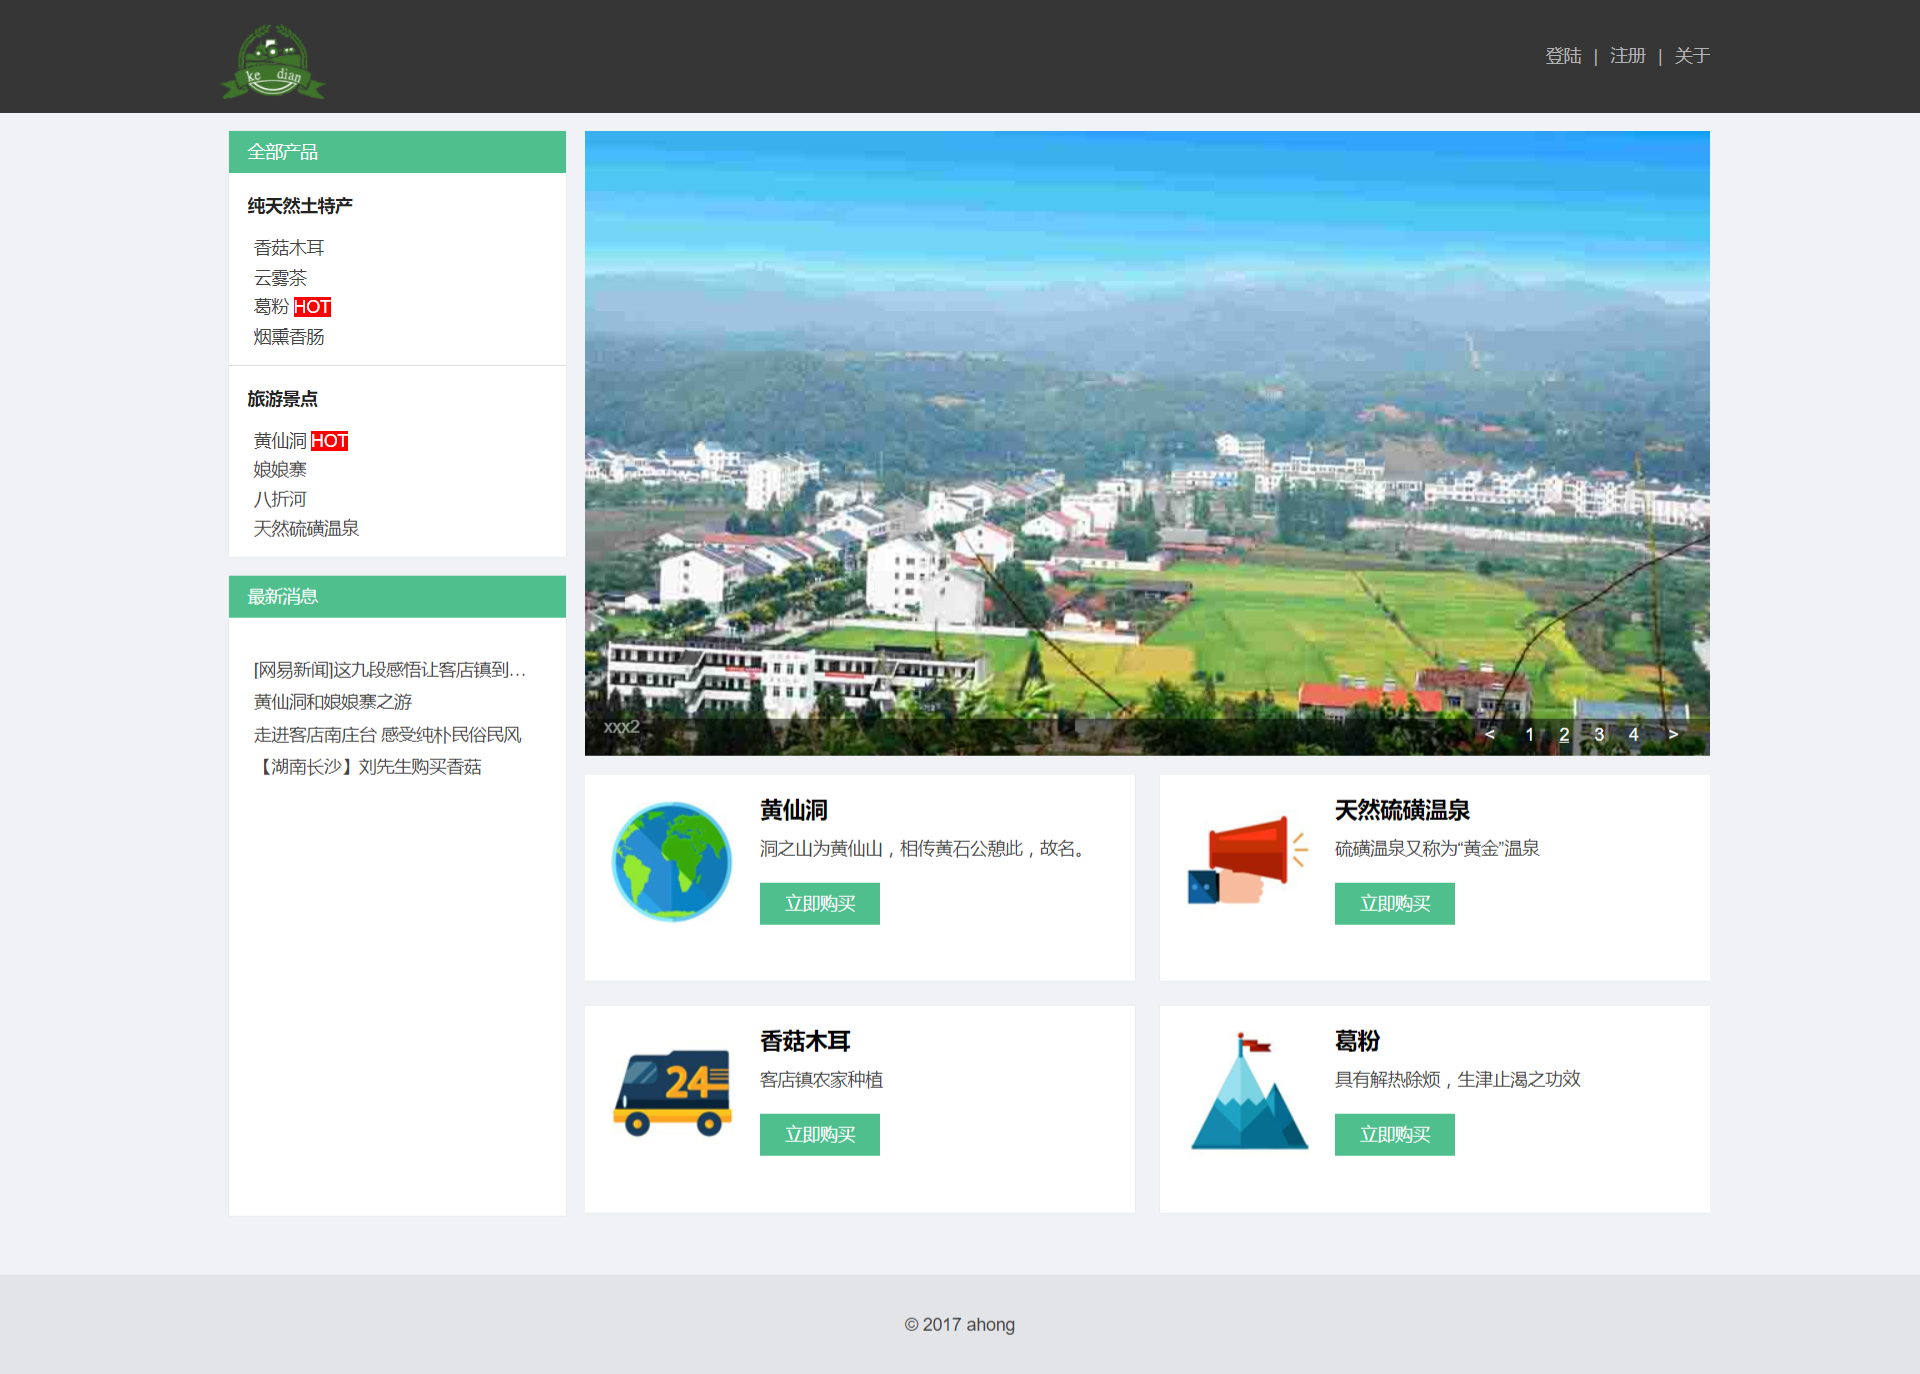 ke dian
登陆 | 注册 | 关于
全部产品
纯天然土特产
香菇木耳
云雾茶
葛粉 HOT
烟熏香肠
旅游景点
黄仙洞 HOT
娘娘寨
八折河
天然硫磺温泉
最新消息
[网易新闻]这九段感悟让客店镇到...
黄仙洞和娘娘寨之游
走进客店南庄台 感受纯朴民俗民风
【湖南长沙】刘先生购买香菇
xxx2
< 1 2 3 4 >
黄仙洞
洞之山为黄仙山，相传黄石公憩此，故名。
立即购买
天然硫磺温泉
硫磺温泉又称为“黄金”温泉
立即购买
24
香菇木耳
客店镇农家种植
立即购买
葛粉
具有解热除烦，生津止渴之功效
立即购买
© 2017 ahong